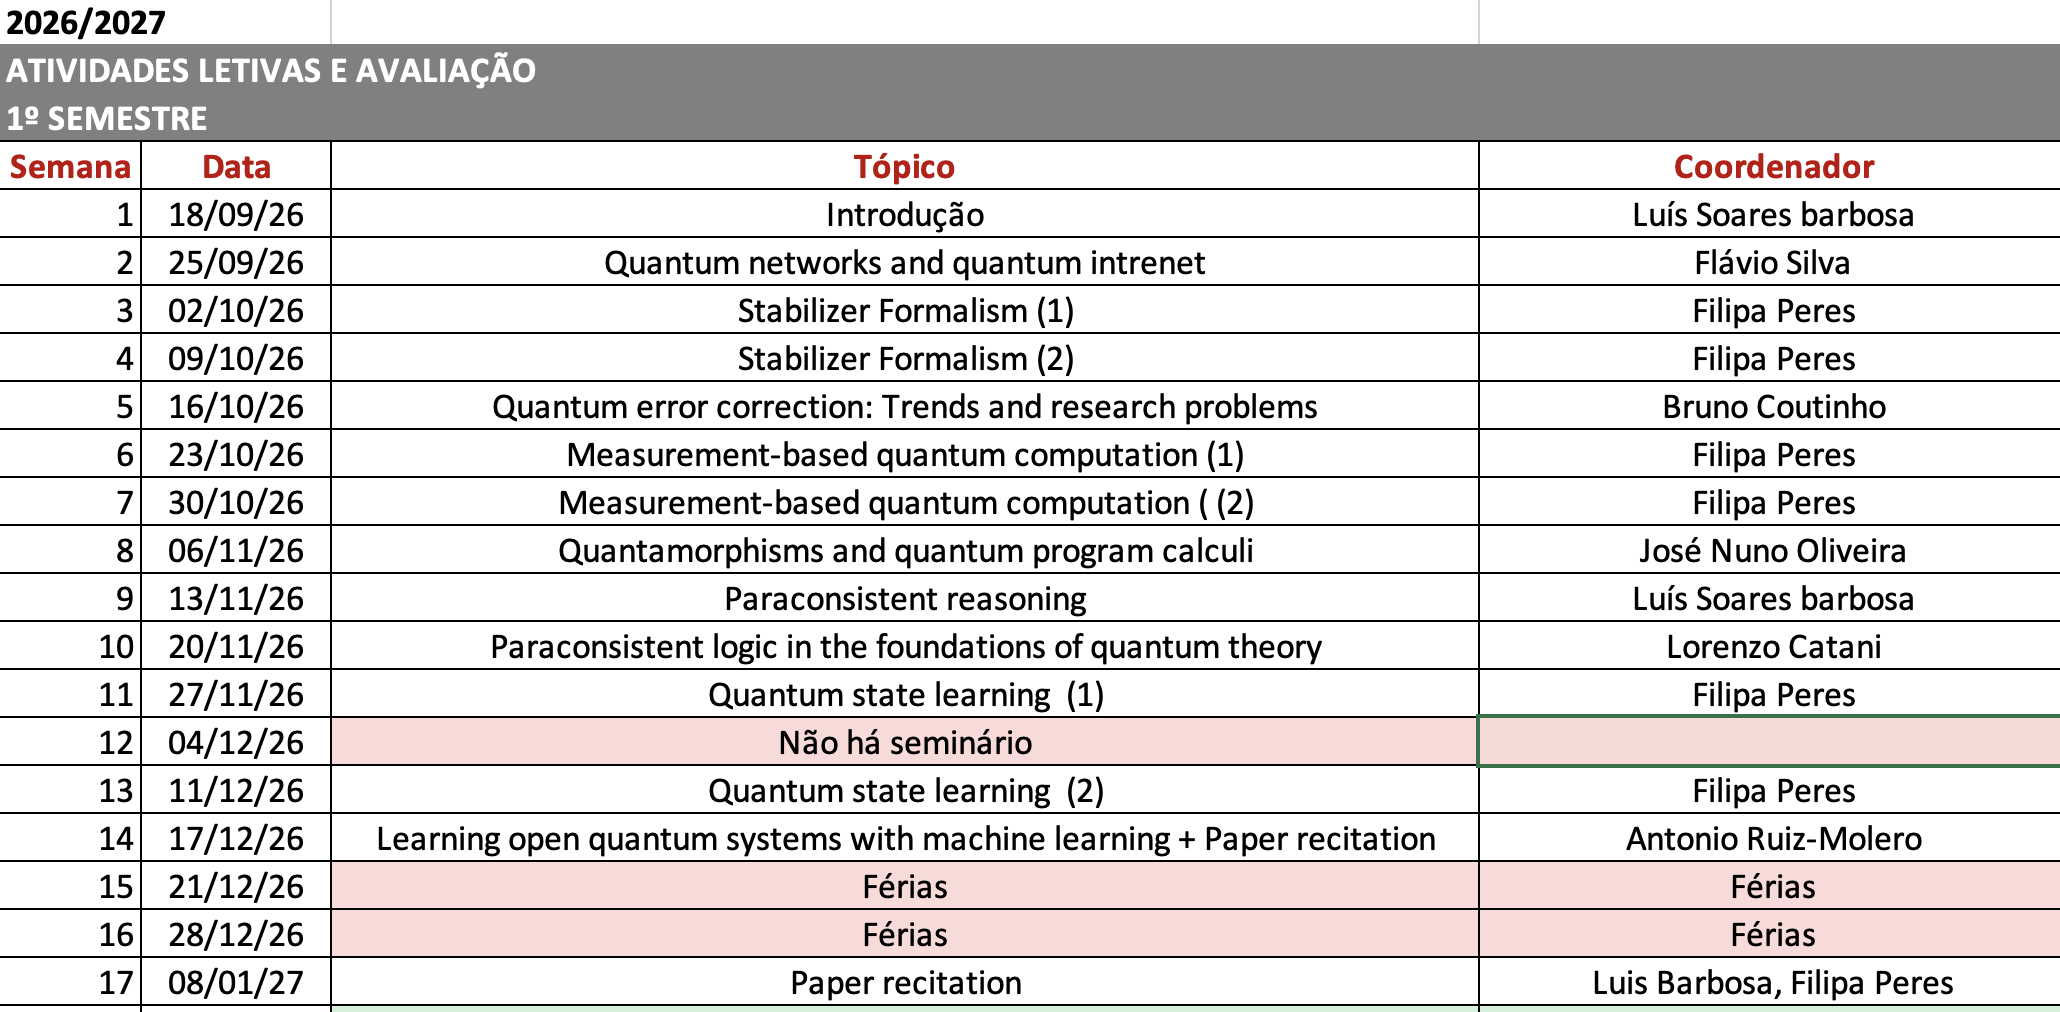 2026/2027
ATIVIDADES LETIVAS E AVALIAÇÃO
1º SEMESTRE
Semana Data Tópico Coordenador
1 18/09/26 Introdução Luís Soares barbosa
2 25/09/26 Quantum networks and quantum intrenet Flávio Silva
3 02/10/26 Stabilizer Formalism (1) Filipa Peres
4 09/10/26 Stabilizer Formalism (2) Filipa Peres
5 16/10/26 Quantum error correction: Trends and research problems Bruno Coutinho
6 23/10/26 Measurement-based quantum computation (1) Filipa Peres
7 30/10/26 Measurement-based quantum computation ( (2) Filipa Peres
8 06/11/26 Quantamorphisms and quantum program calculi José Nuno Oliveira
9 13/11/26 Paraconsistent reasoning Luís Soares barbosa
10 20/11/26 Paraconsistent logic in the foundations of quantum theory Lorenzo Catani
11 27/11/26 Quantum state learning (1) Filipa Peres
12 04/12/26 Não há seminário
13 11/12/26 Quantum state learning (2) Filipa Peres
14 17/12/26 Learning open quantum systems with machine learning + Paper recitation Antonio Ruiz-Molero
15 21/12/26 Férias Férias
16 28/12/26 Férias Férias
17 08/01/27 Paper recitation Luis Barbosa, Filipa Peres